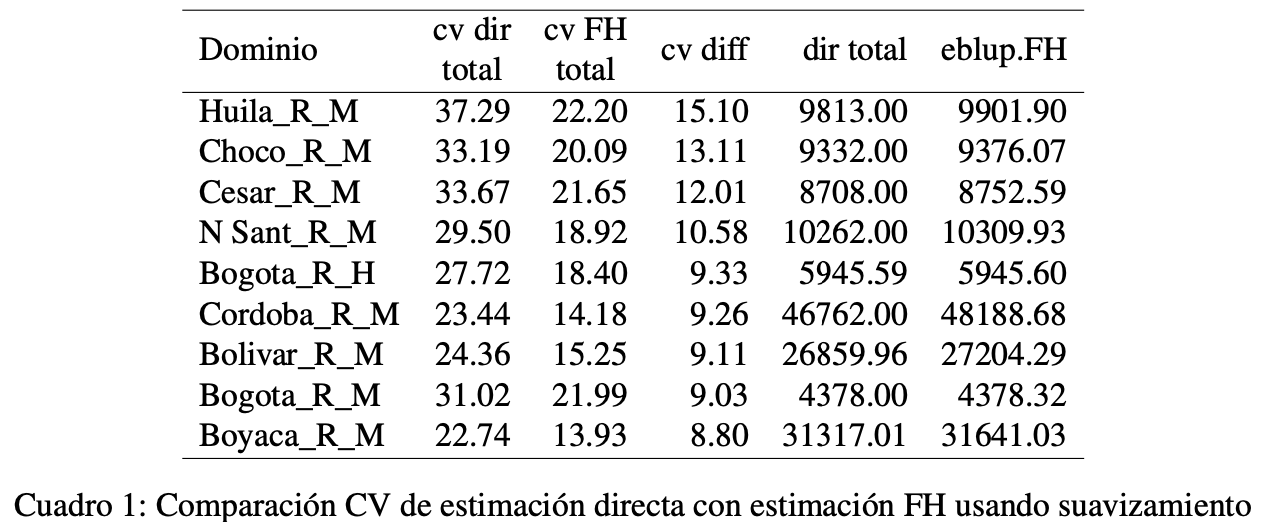 Dominio cv dir total cv FH total cv diff dir total eblup.FH
Huila_R_M 37.29 22.20 15.10 9813.00 9901.90
Choco_R_M 33.19 20.09 13.11 9332.00 9376.07
Cesar_R_M 33.67 21.65 12.01 8708.00 8752.59
N Sant_R_M 29.50 18.92 10.58 10262.00 10309.93
Bogota_R_H 27.72 18.40 9.33 5945.59 5945.60
Cordoba_R_M 23.44 14.18 9.26 46762.00 48188.68
Bolivar_R_M 24.36 15.25 9.11 26859.96 27204.29
Bogota_R_M 31.02 21.99 9.03 4378.00 4378.32
Boyaca_R_M 22.74 13.93 8.80 31317.01 31641.03
Cuadro 1: Comparación CV de estimación directa con estimación FH usando suavizamiento